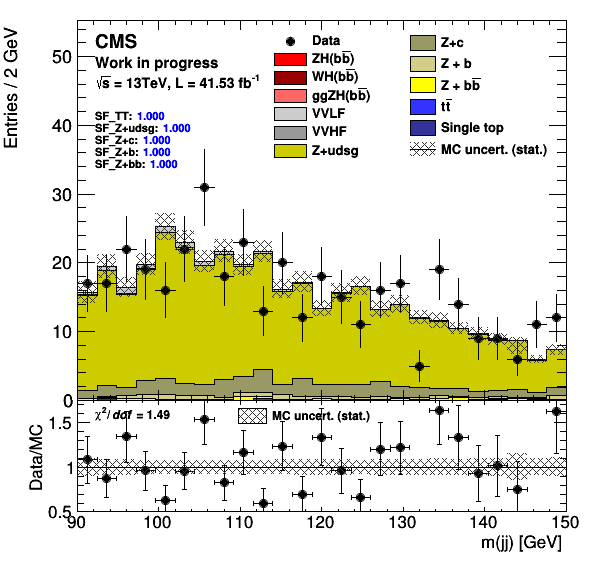 CMS
Work in progress
√s = 13TeV, L = 41.53 fb⁻¹
SF_TT: 1.000
SF_Z+udsg: 1.000
SF_Z+c: 1.000
SF_Z+b: 1.000
SF_Z+bb: 1.000
Data
ZH(bb̅)
WH(bb̅)
ggZH(bb̅)
VVLF
VVHF
Z+udsg
Z+c
Z + b
Z + bb̅
tt̅
Single top
MC uncert. (stat.)
Entries / 2 GeV
50
40
30
20
10
0
χ²/dof = 1.49
MC uncert. (stat.)
Data/MC
1.5
1
0.5
90 100 110 120 130 140 150
m(jj) [GeV]